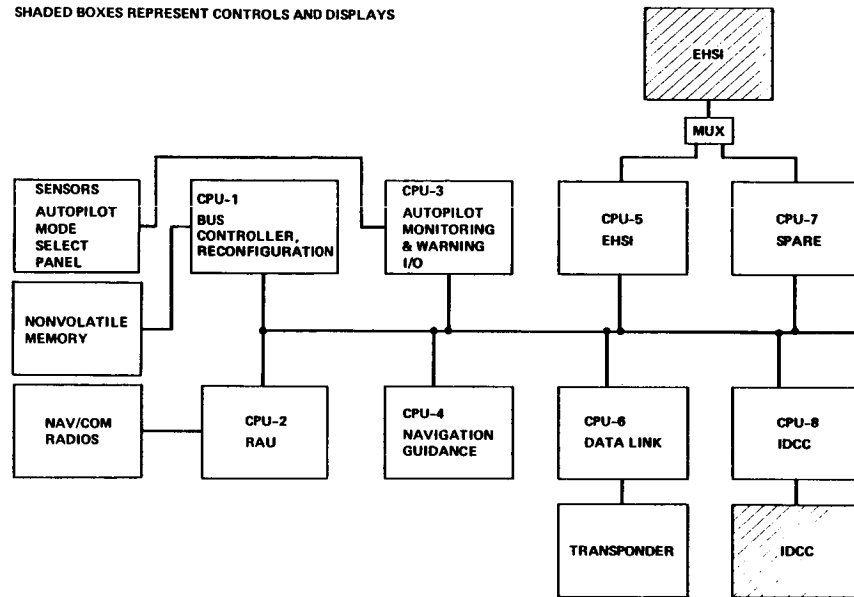 SHADED BOXES REPRESENT CONTROLS AND DISPLAYS
EHSI
MUX
SENSORS
AUTOPILOT
MODE
SELECT
PANEL
CPU-1
BUS
CONTROLLER,
RECONFIGURATION
CPU-3
AUTOPILOT
MONITORING
& WARNING
I/O
CPU-5
EHSI
CPU-7
SPARE
NONVOLATILE
MEMORY
NAV/COM
RADIOS
CPU-2
RAU
CPU-4
NAVIGATION
GUIDANCE
CPU-6
DATA LINK
CPU-8
IDCC
TRANSPONDER
IDCC